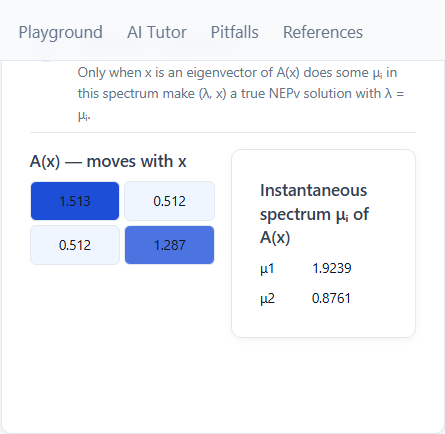 Playground AI Tutor Pitfalls References
Only when x is an eigenvector of A(x) does some μᵢ in
this spectrum make (λ, x) a true NEPv solution with λ =
μᵢ.
A(x) — moves with x
1.513 0.512
0.512 1.287
Instantaneous
spectrum μᵢ of
A(x)
μ1 1.9239
μ2 0.8761